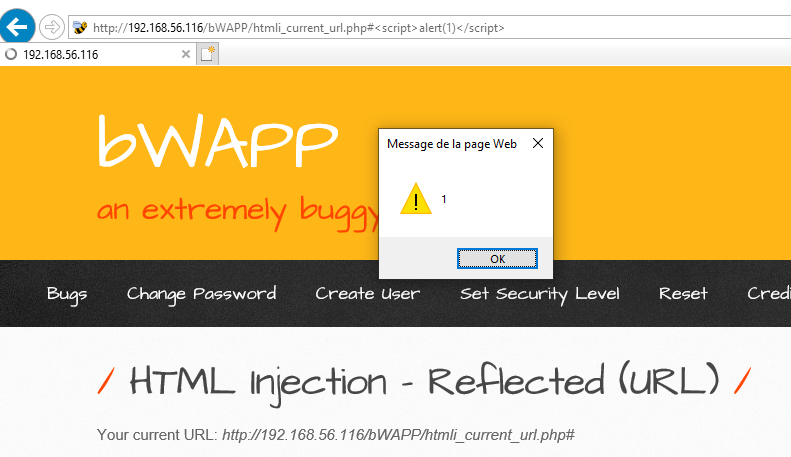 http://192.168.56.116/bWAPP/htmli_current_url.php#<script>alert(1)</script>
192.168.56.116
bWAPP
an extremely buggy
Message de la page Web
1
OK
Bugs Change Password Create User Set Security Level Reset Credi
/ HTML Injection - Reflected (URL) /
Your current URL: http://192.168.56.116/bWAPP/htmli_current_url.php#